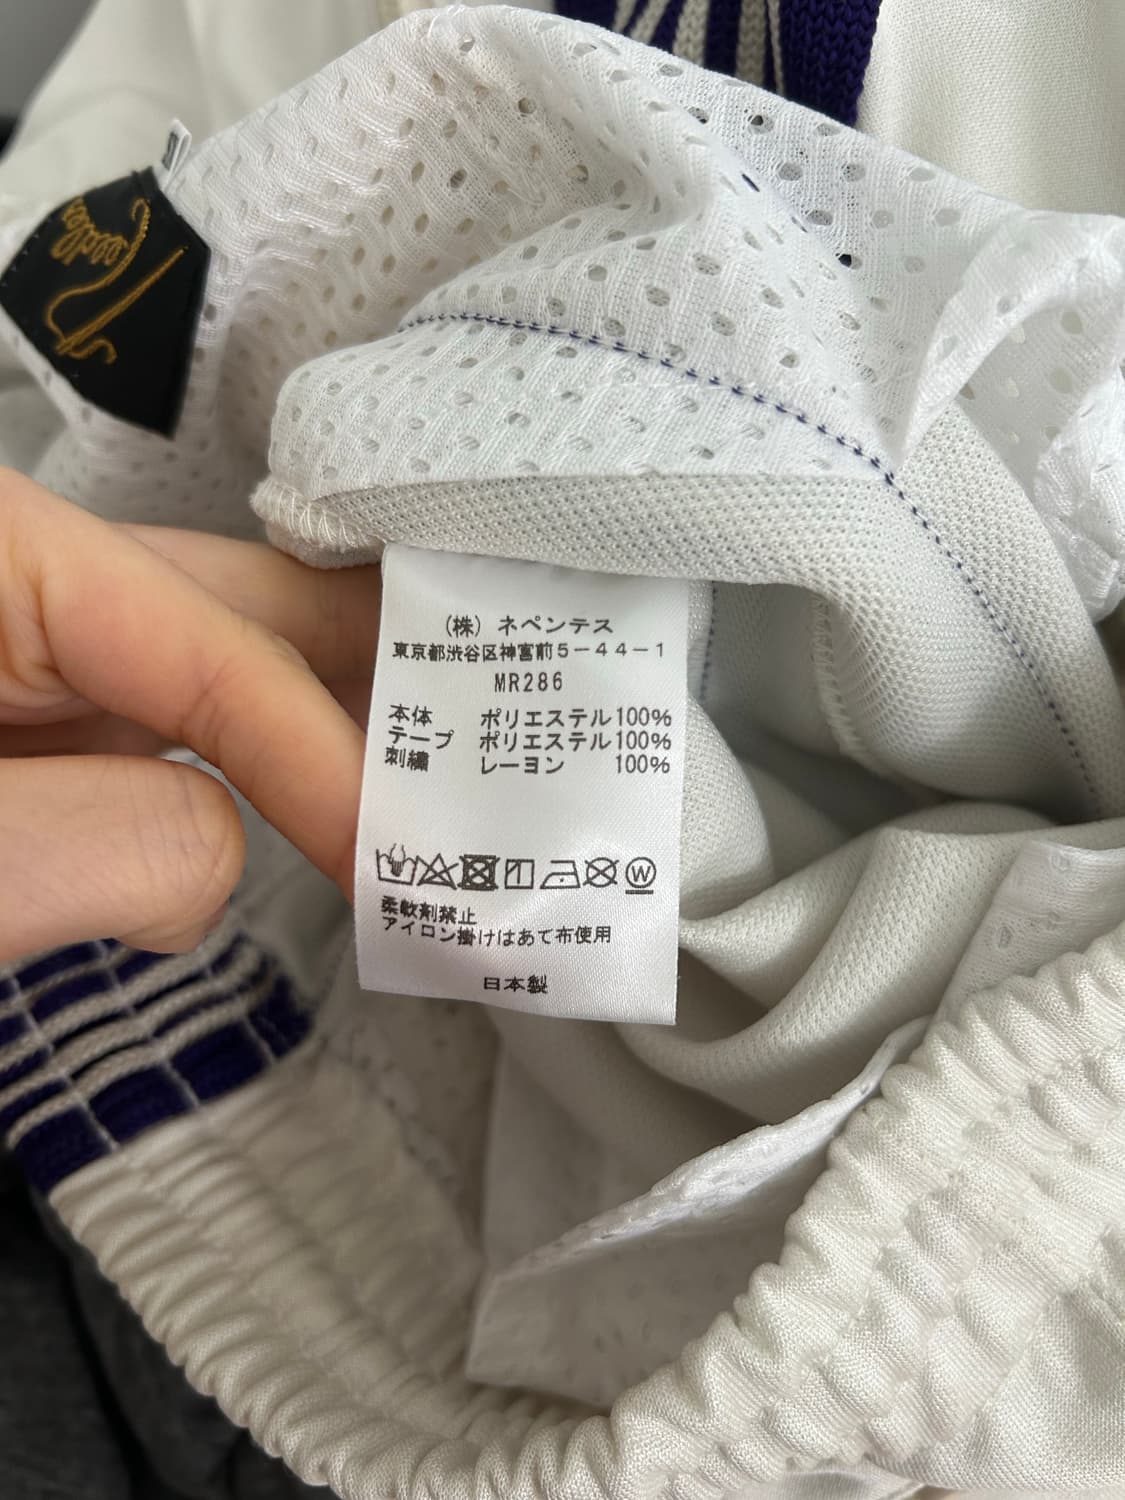 Needles
(株) ネペンテス
東京都渋谷区神宮前5－44－1
MR286
本体 ポリエステル100%
テープ ポリエステル100%
刺繍 レーヨン 100%
W
柔軟剤禁止
アイロン掛けはあて布使用
日本製